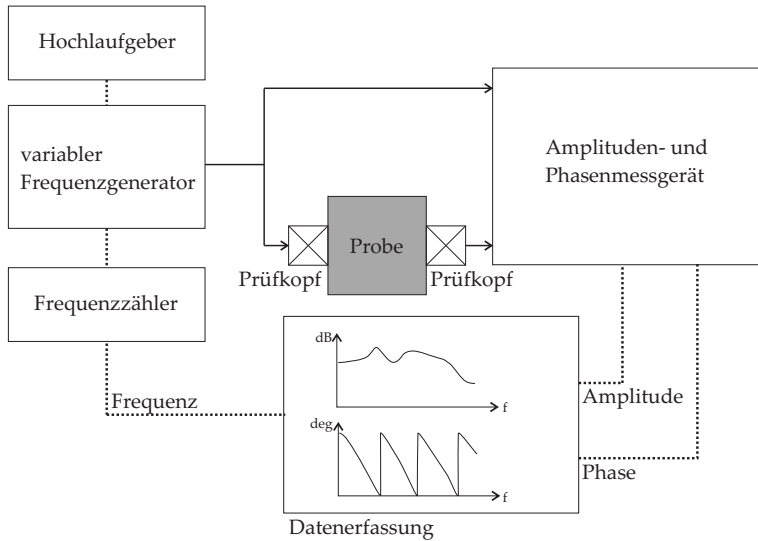 Hochlaufgeber
variabler
Frequenzgenerator
Amplituden- und
Phasenmessgerät
Probe
Prüfkopf
Prüfkopf
Frequenzzähler
dB
f
Frequenz
Amplitude
deg
f
Phase
Datenerfassung